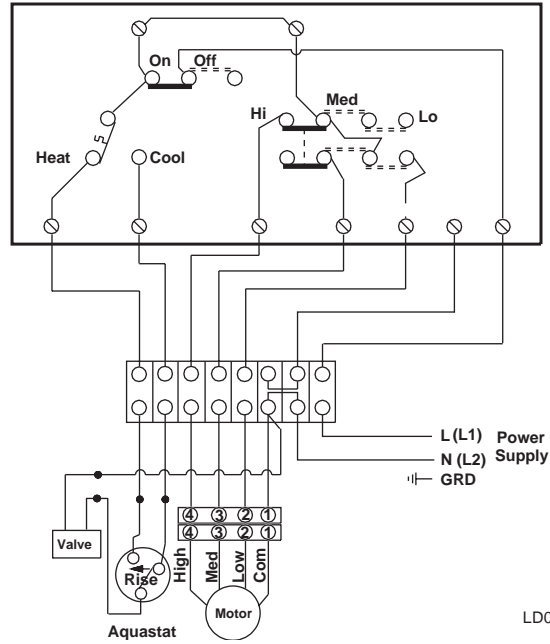 On Off
Hi Med Lo
Heat Cool
L (L1) Power
N (L2) Supply
GRD
4 3 2 1
4 3 2 1
Valve
Rise
High Med Low Com
Motor
Aquastat
LD0